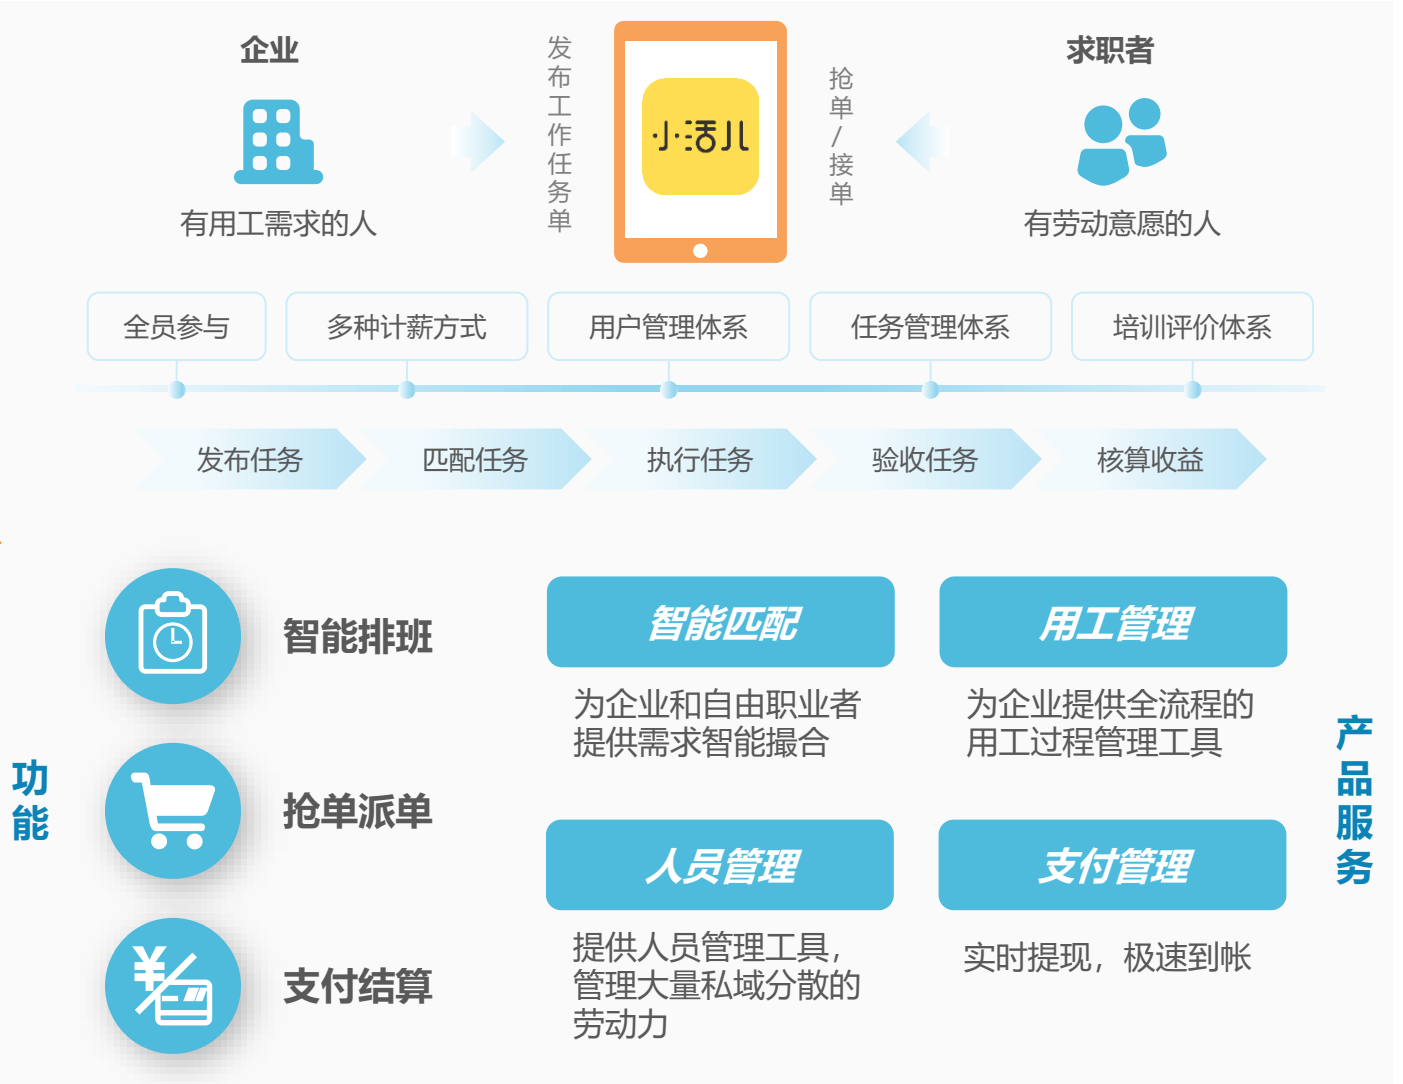 企业
有用工需求的人
发布工作任务单
小活儿
抢单/接单
求职者
有劳动意愿的人
全员参与
多种计薪方式
用户管理体系
任务管理体系
培训评价体系
发布任务
匹配任务
执行任务
验收任务
核算收益
功能
智能排班
抢单派单
支付结算
智能匹配
为企业和自由职业者
提供需求智能撮合
用工管理
为企业提供全流程的
用工过程管理工具
人员管理
提供人员管理工具，
管理大量私域分散的
劳动力
支付管理
实时提现，极速到帐
产品服务